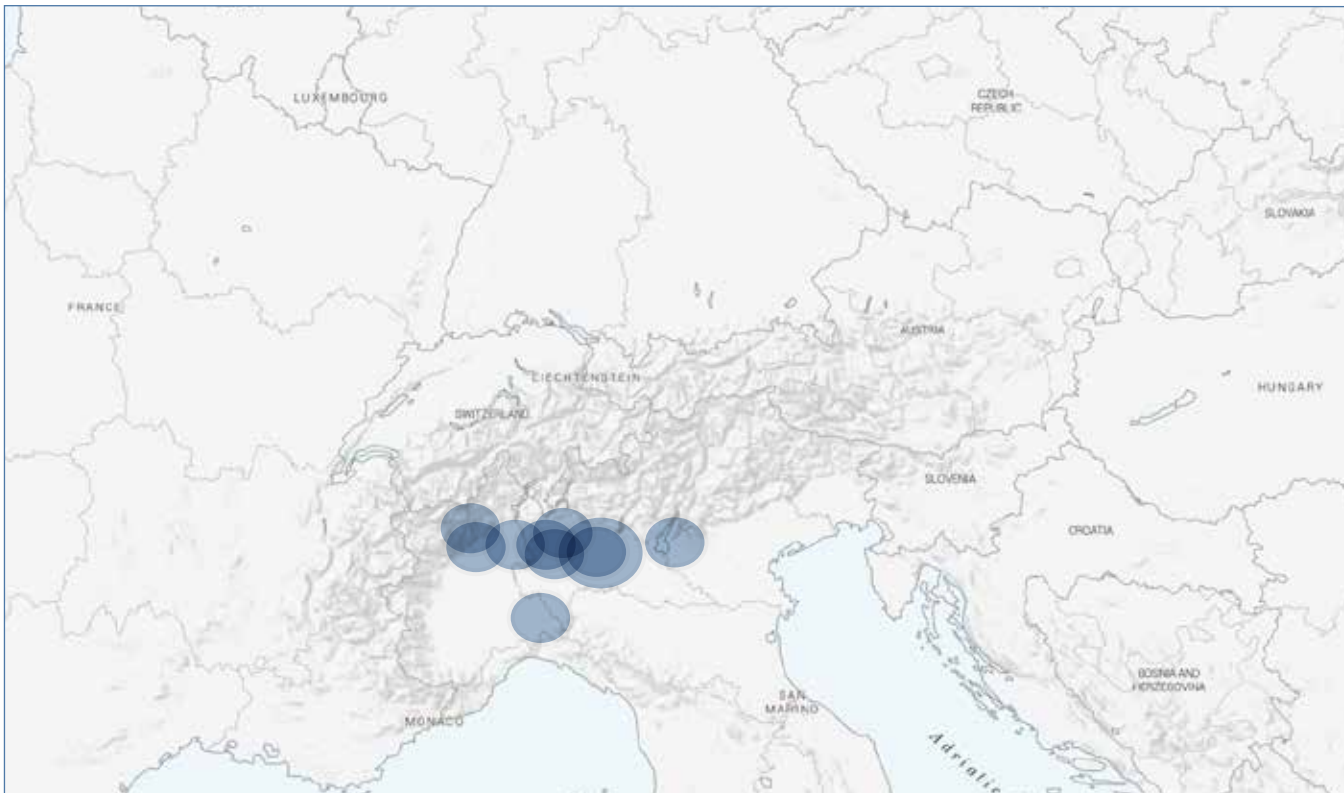 LUXEMBOURG
CZECH
REPUBLIC
SLOVAKIA
FRANCE
AUSTRIA
LIECHTENSTEIN
HUNGARY
SWITZERLAND
SLOVENIA
CROATIA
BOSNIA AND
HERZEGOVINA
SAN
MARINO
MONACO
Adriatic